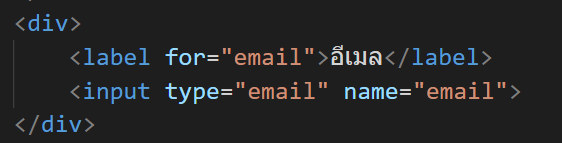 <div>
<label for="email">อีเมล</label>
<input type="email" name="email">
</div>